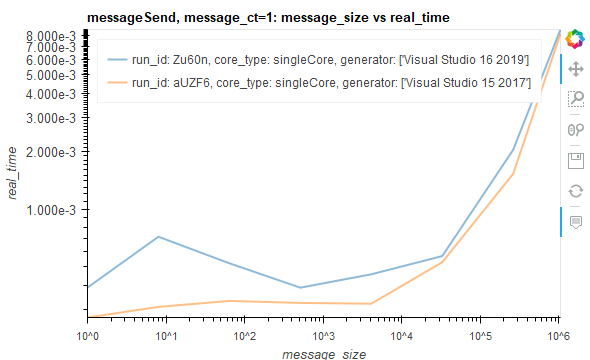 messageSend, message_ct=1: message_size vs real_time
8.000e-3
7.000e-3
6.000e-3
5.000e-3
4.000e-3
3.000e-3
2.000e-3
1.000e-3
real_time
run_id: Zu60n, core_type: singleCore, generator: ['Visual Studio 16 2019']
run_id: aUZF6, core_type: singleCore, generator: ['Visual Studio 15 2017']
10^0 10^1 10^2 10^3 10^4 10^5 10^6
message_size